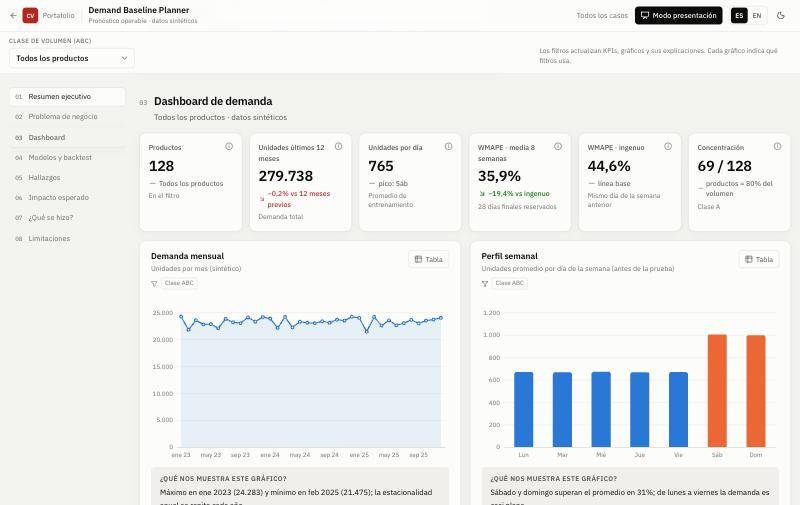 CV
Portafolio
Demand Baseline Planner
Pronóstico operable · datos sintéticos
Todos los casos
Modo presentación
ES
EN
CLASE DE VOLUMEN (ABC)
Todos los productos
Los filtros actualizan KPIs, gráficos y sus explicaciones. Cada gráfico indica qué
filtros usa.
01 Resumen ejecutivo
02 Problema de negocio
03 Dashboard
04 Modelos y backtest
05 Hallazgos
06 Impacto esperado
07 ¿Qué se hizo?
08 Limitaciones
03 Dashboard de demanda
Todos los productos · datos sintéticos
Productos
128
— Todos los productos
En el filtro
Unidades últimos 12
meses
279.738
−0,2% vs 12 meses
previos
Demanda total
Unidades por día
765
— pico: Sáb
Promedio de
entrenamiento
WMAPE · media 8
semanas
35,9%
−19,4% vs ingenuo
28 días finales reservados
WMAPE · ingenuo
44,6%
— línea base
Mismo día de la semana
anterior
Concentración
69 / 128
— productos = 80% del
volumen
Clase A
Demanda mensual
Unidades por mes (sintético)
Tabla
Clase ABC
25.000
20.000
15.000
10.000
5.000
0
ene 23
may 23
sep 23
ene 24
may 24
sep 24
ene 25
may 25
sep 25
¿QUÉ NOS MUESTRA ESTE GRÁFICO?
Máximo en ene 2023 (24.283) y mínimo en feb 2025 (21.475); la estacionalidad
Perfil semanal
Unidades promedio por día de la semana (antes de la prueba)
Tabla
Clase ABC
1.200
1.000
800
600
400
200
0
Lun
Mar
Mié
Jue
Vie
Sáb
Dom
¿QUÉ NOS MUESTRA ESTE GRÁFICO?
Sábado y domingo superan el promedio en 31%; de lunes a viernes la demanda es